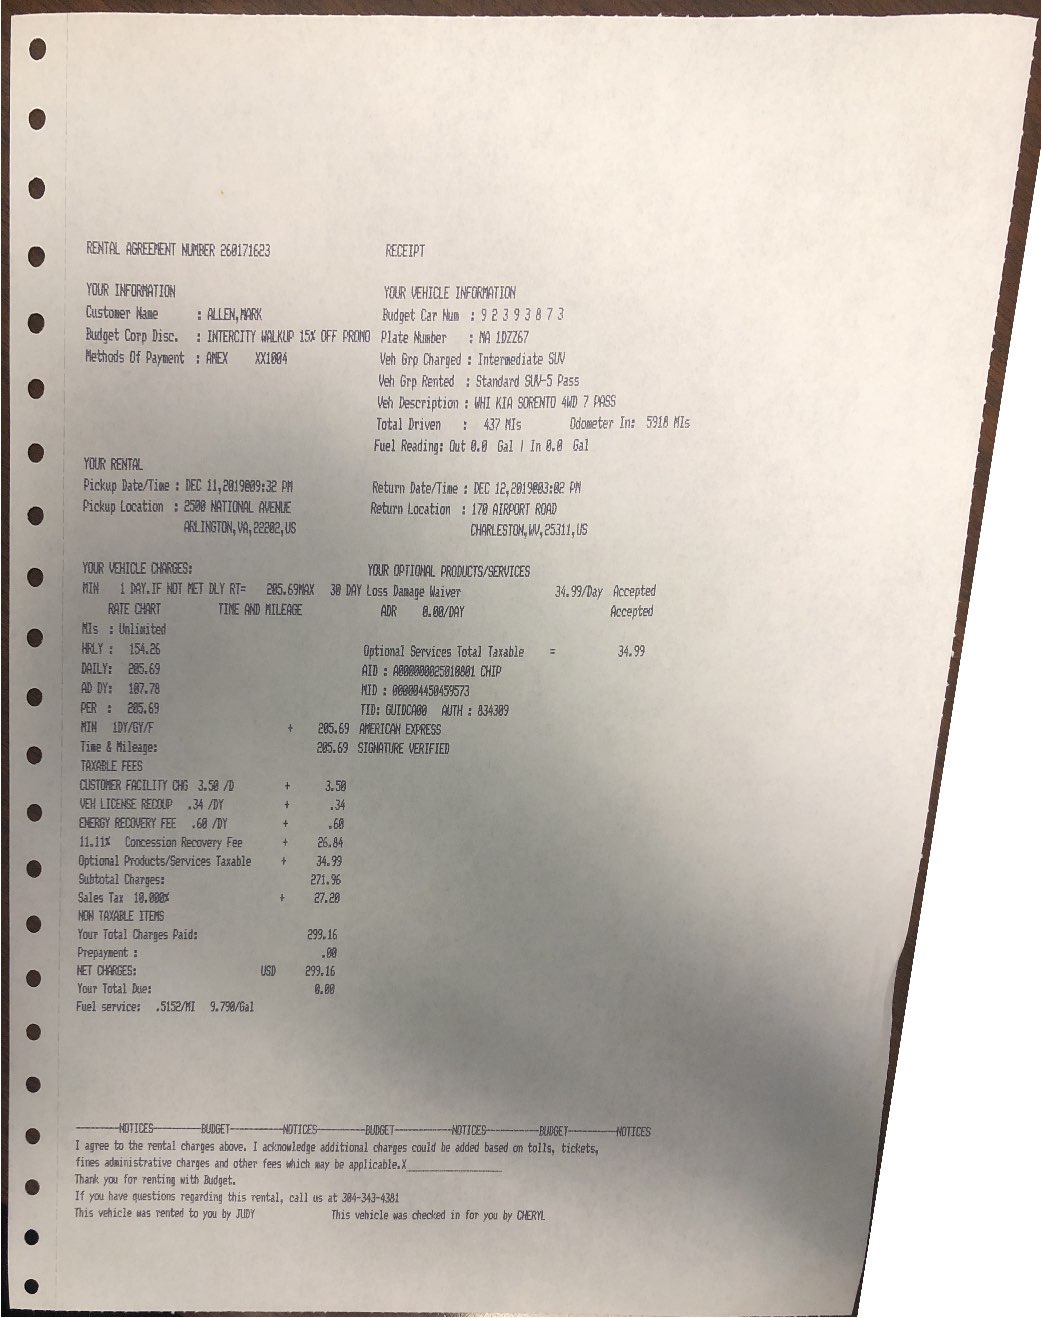 RENTAL AGREEMENT NUMBER 260171623 RECEIPT
YOUR INFORMATION YOUR VEHICLE INFORMATION
Customer Name : ALLEN,MARK Budget Car Num : 9 2 3 9 3 8 7 3
Budget Corp Disc. : INTERCITY WALKUP 15% OFF PROMO Plate Number : MA 1DZZ67
Methods Of Payment : AMEX XX1004 Veh Grp Charged : Intermediate SUV
Veh Grp Rented : Standard SUV-5 Pass
Veh Description : WHI KIA SORENTO 4WD 7 PASS
Total Driven : 437 MIs Odometer In: 5918 MIs
Fuel Reading: Out 0.0 Gal | In 0.0 Gal
YOUR RENTAL
Pickup Date/Time : DEC 11,2019@09:32 PM Return Date/Time : DEC 12,2019@03:02 PM
Pickup Location : 2500 NATIONAL AVENUE Return Location : 170 AIRPORT ROAD
ARLINGTON,VA,22202,US CHARLESTON,WV,25311,US
YOUR VEHICLE CHARGES: YOUR OPTIONAL PRODUCTS/SERVICES
MIN 1 DAY.IF NOT MET DLY RT= 205.69MAX 30 DAY Loss Damage Waiver 34.99/Day Accepted
RATE CHART TIME AND MILEAGE ADR 0.00/DAY Accepted
MIs : Unlimited
HRLY : 154.26 Optional Services Total Taxable = 34.99
DAILY: 205.69 AID : A000000025010801 CHIP
AD DY: 107.78 MID : 000004450459573
PER : 205.69 TID: GUIDCA00 AUTH : 834309
MIN 1DY/GY/F + 205.69 AMERICAN EXPRESS
Time & Mileage: 205.69 SIGNATURE VERIFIED
TAXABLE FEES
CUSTOMER FACILITY CHG 3.50 /D + 3.50
VEH LICENSE RECOUP .34 /DY + .34
ENERGY RECOVERY FEE .60 /DY + .60
11.11% Concession Recovery Fee + 26.84
Optional Products/Services Taxable + 34.99
Subtotal Charges: 271.96
Sales Tax 10.000% + 27.20
NON TAXABLE ITEMS
Your Total Charges Paid: 299.16
Prepayment : .00
NET CHARGES: USD 299.16
Your Total Due: 0.00
Fuel service: .5152/MI 9.790/Gal
---------NOTICES----------BUDGET-----------NOTICES----------BUDGET------------NOTICES-----------BUDGET----------NOTICES
I agree to the rental charges above. I acknowledge additional charges could be added based on tolls, tickets,
fines administrative charges and other fees which may be applicable.X____________________
Thank you for renting with Budget.
If you have questions regarding this rental, call us at 304-343-4381
This vehicle was rented to you by JUDY This vehicle was checked in for you by CHERYL